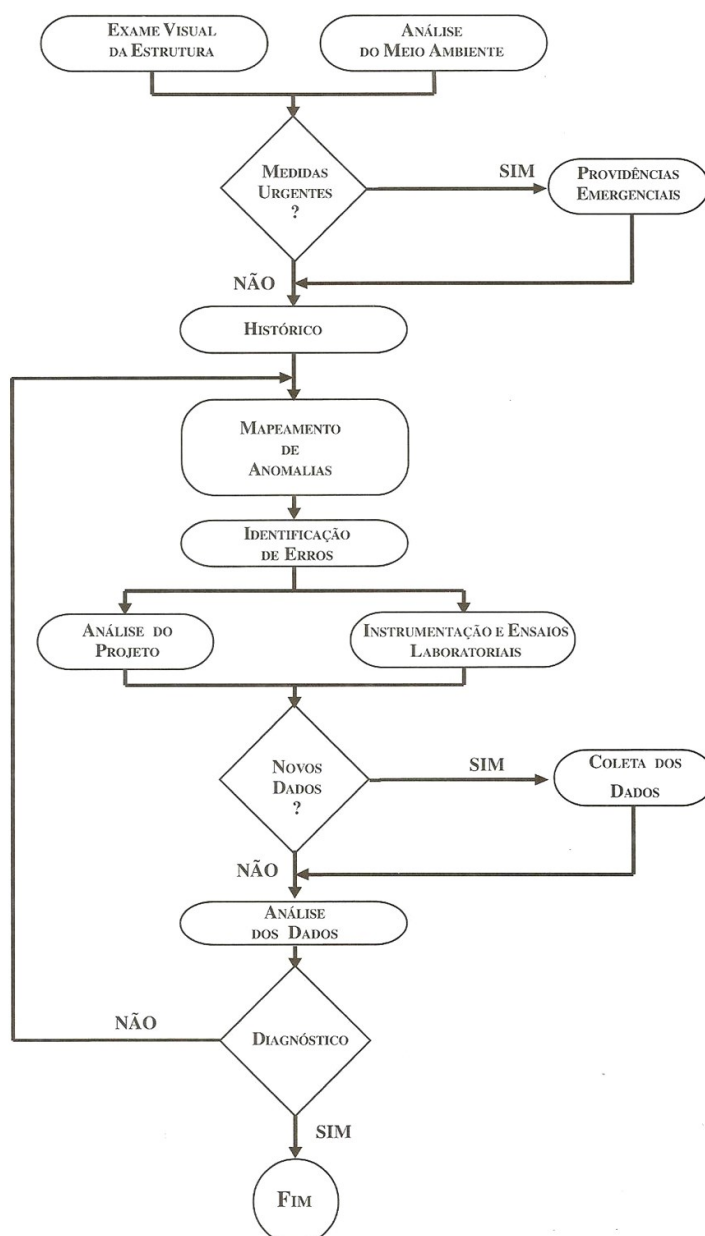 EXAME VISUAL
DA ESTRUTURA
ANÁLISE
DO MEIO AMBIENTE
MEDIDAS
URGENTES
?
SIM
PROVIDÊNCIAS
EMERGENCIAIS
NÃO
HISTÓRICO
MAPEAMENTO
DE
ANOMALIAS
IDENTIFICAÇÃO
DE ERROS
ANÁLISE DO
PROJETO
INSTRUMENTAÇÃO E ENSAIOS
LABORATORIAIS
NOVOS
DADOS
?
SIM
COLETA DOS
DADOS
NÃO
ANÁLISE
DOS DADOS
NÃO
DIAGNÓSTICO
SIM
FIM